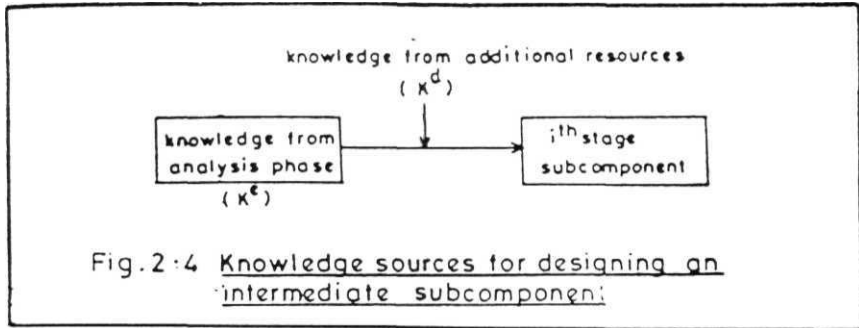 knowledge from additional resources
( K^d )
knowledge from
analysis phase
( K^e )
i^th stage
subcomponent
Fig. 2:4 Knowledge sources for designing an
intermediate subcomponent